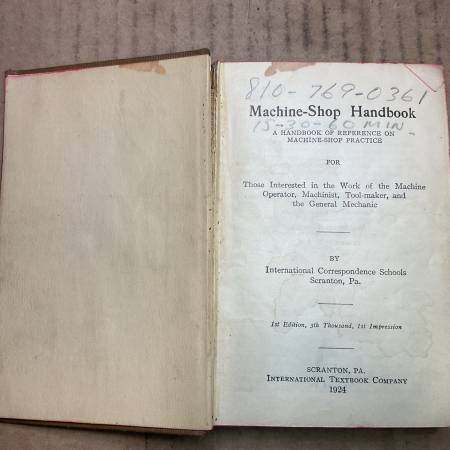 810-769-0361
Machine-Shop Handbook
15-30-60 MIN-
A HANDBOOK OF REFERENCE ON
MACHINE-SHOP PRACTICE
FOR
Those Interested in the Work of the Machine
Operator, Machinist, Tool-maker, and
the General Mechanic
BY
International Correspondence Schools
Scranton, Pa.
1st Edition, 5th Thousand, 1st Impression
SCRANTON, PA.
INTERNATIONAL TEXTBOOK COMPANY
1924